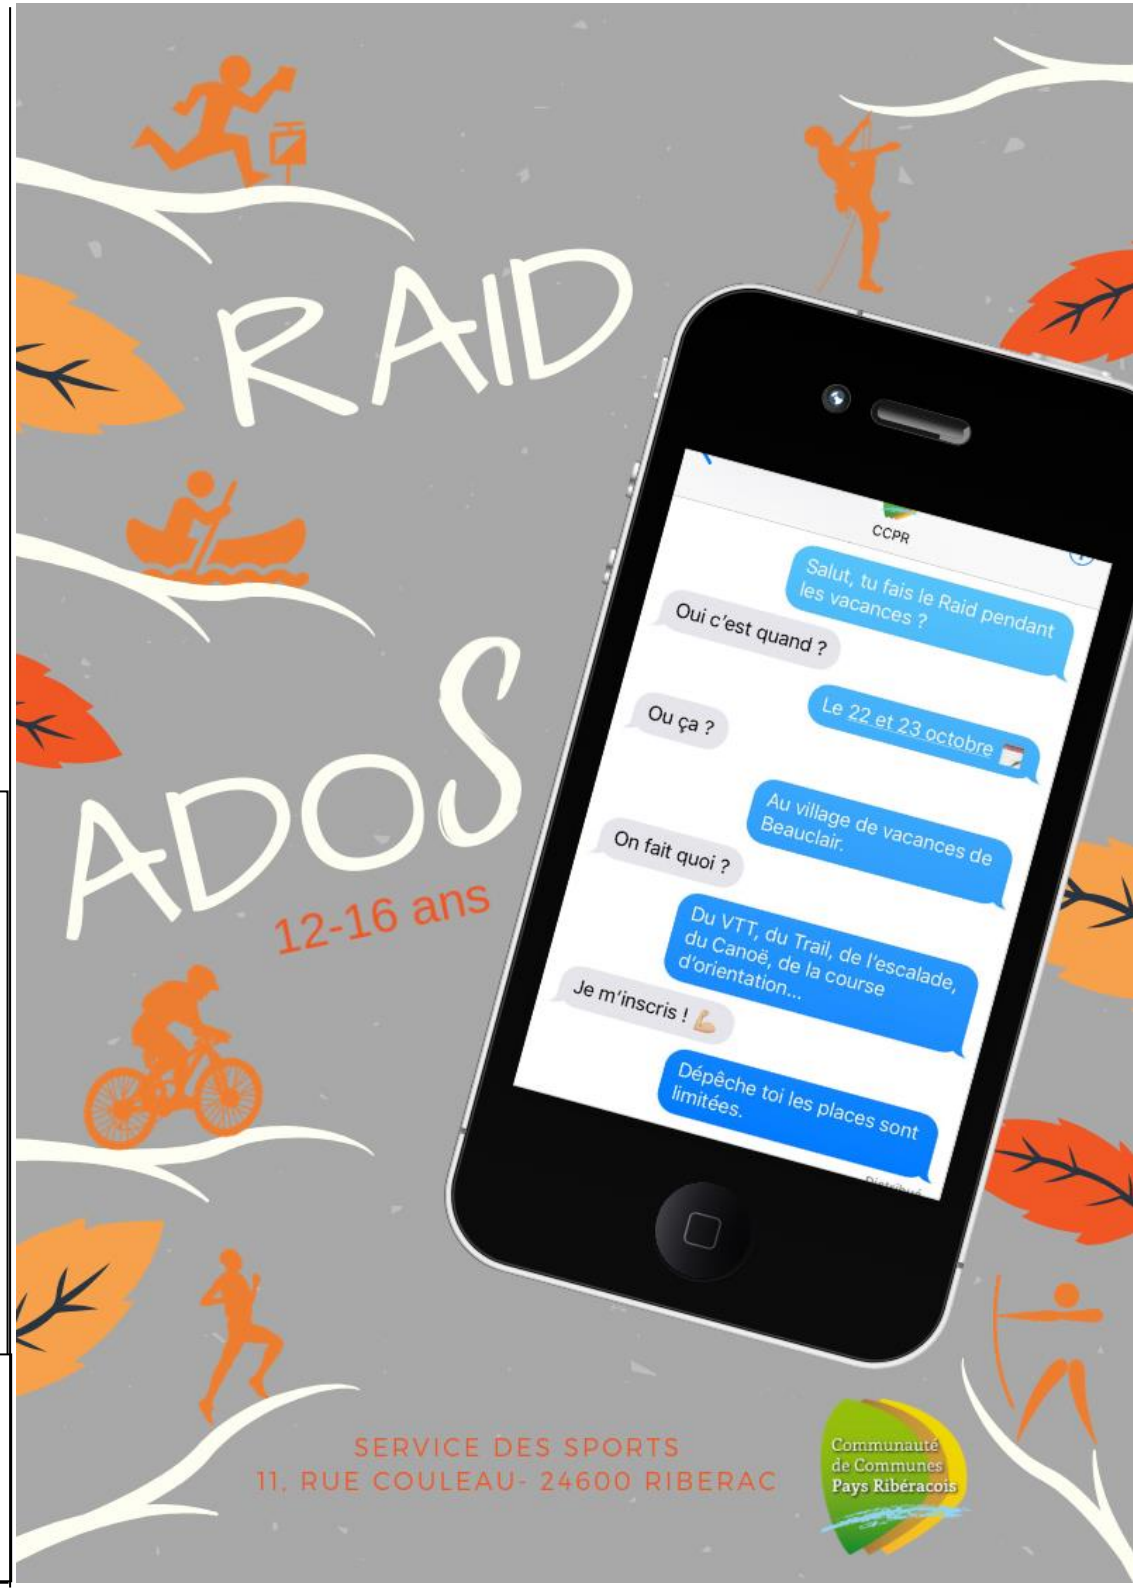 RAID
ADOS
12-16 ans
CCPR
Salut, tu fais le Raid pendant
les vacances ?
Oui c'est quand ?
Le 22 et 23 octobre
Ou ça ?
Au village de vacances de
Beauclair.
On fait quoi ?
Du VTT, du Trail, de l'escalade,
du Canoë, de la course
d'orientation...
Je m'inscris !
Dépêche toi les places sont
limitées.
Distribué
SERVICE DES SPORTS
11, RUE COULEAU- 24600 RIBERAC
Communauté
de Communes
Pays Ribéracois